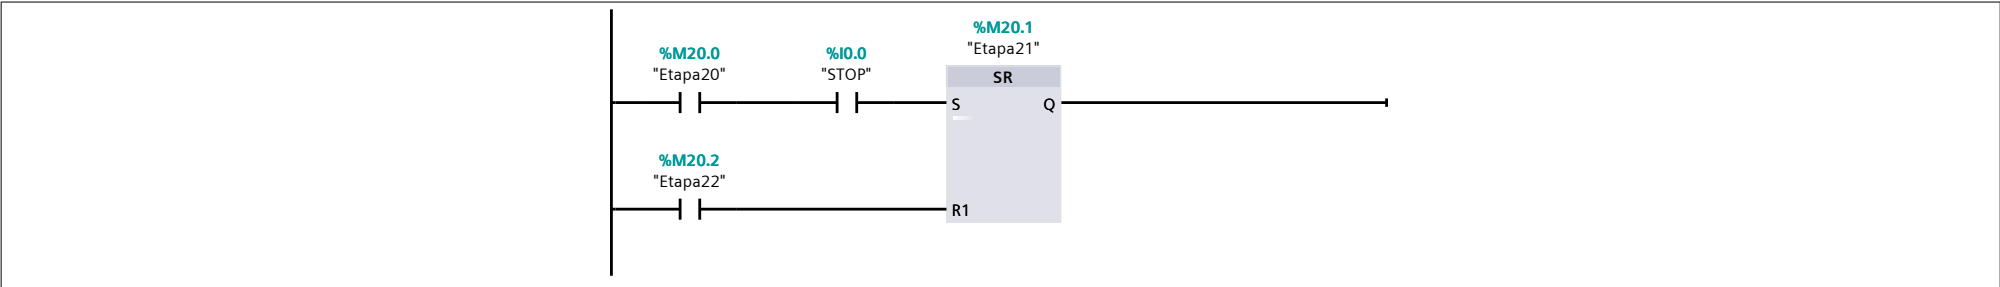 %M20.1
"Etapa21"
%M20.0
"Etapa20"
%I0.0
"STOP"
SR
S
Q
%M20.2
"Etapa22"
R1